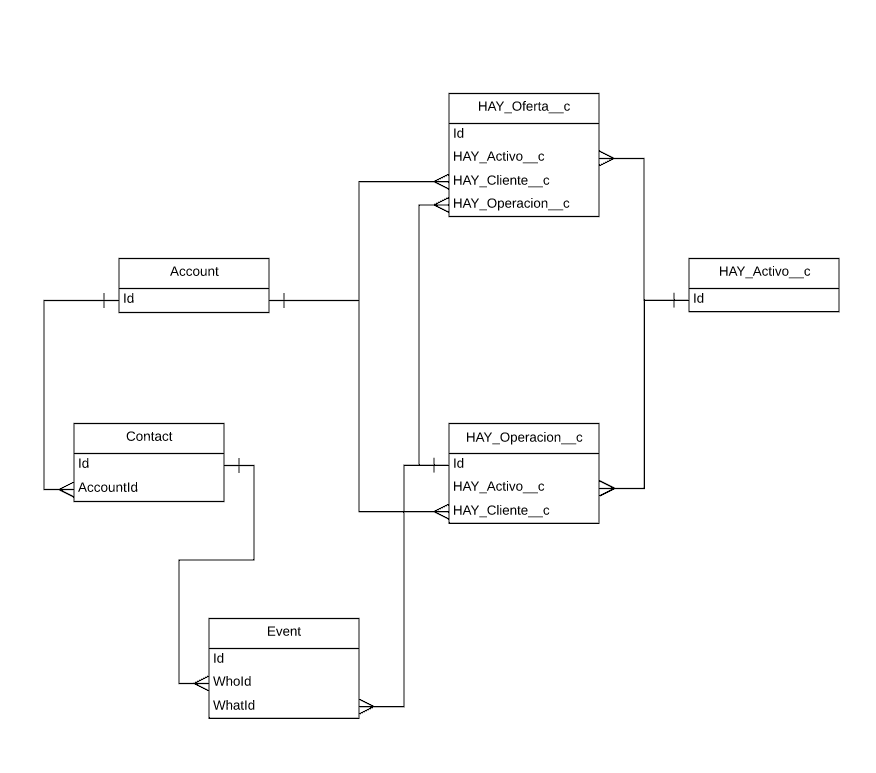 HAY_Oferta__c
Id
HAY_Activo__c
HAY_Cliente__c
HAY_Operacion__c
Account
Id
HAY_Activo__c
Id
Contact
Id
AccountId
HAY_Operacion__c
Id
HAY_Activo__c
HAY_Cliente__c
Event
Id
WhoId
WhatId